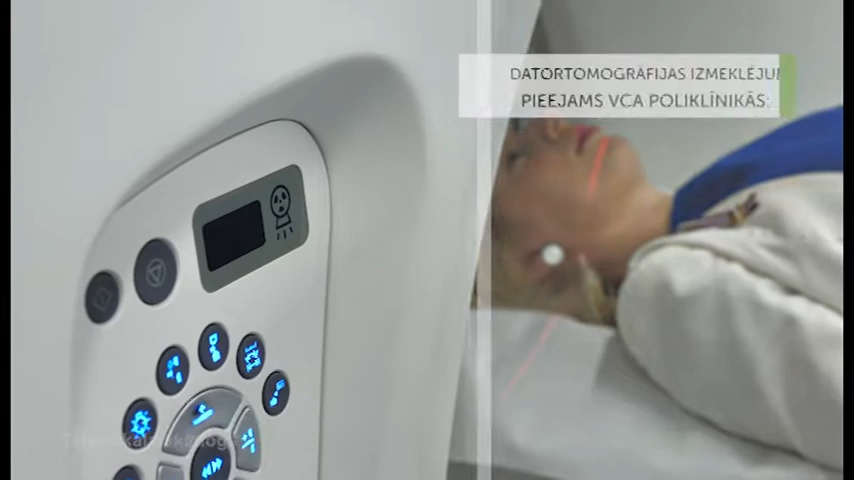 DATORTOMOGRĀFIJAS IZMEKLĒJUM
PIEEJAMS VCA POLIKLĪNIKĀS: